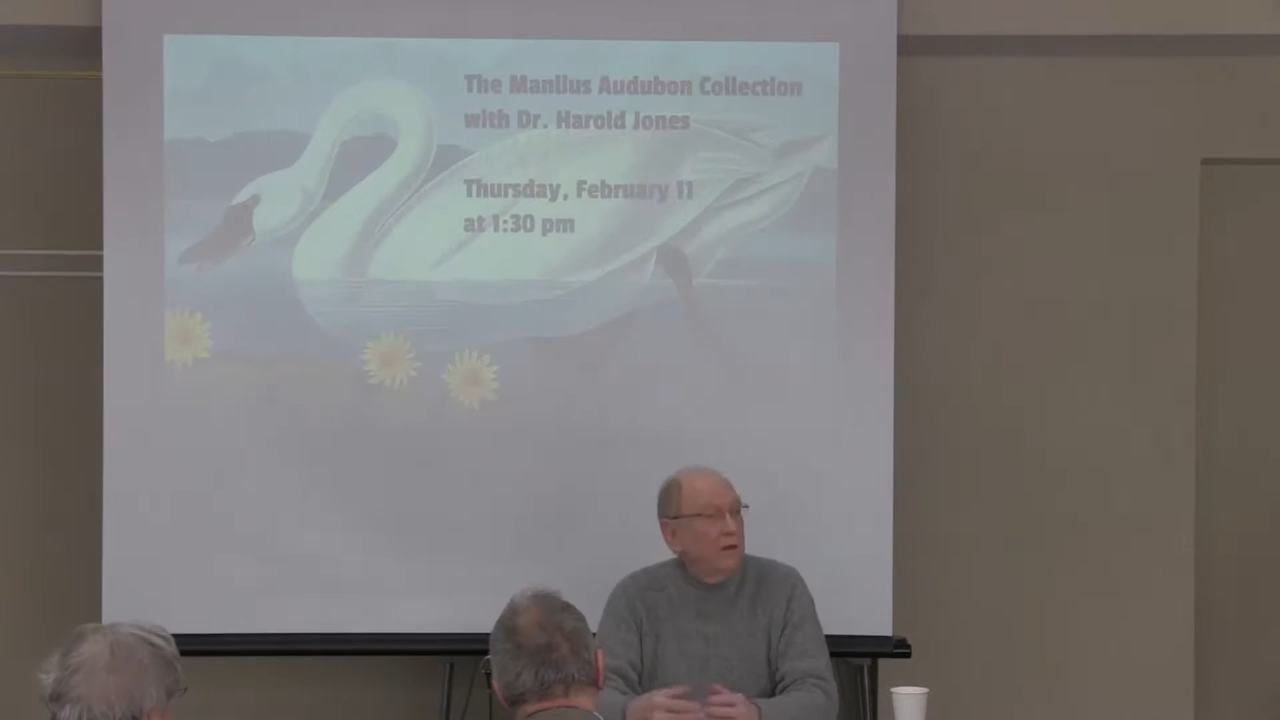 The Manlius Audubon Collection
with Dr. Harold Jones
Thursday, February 11
at 1:30 pm